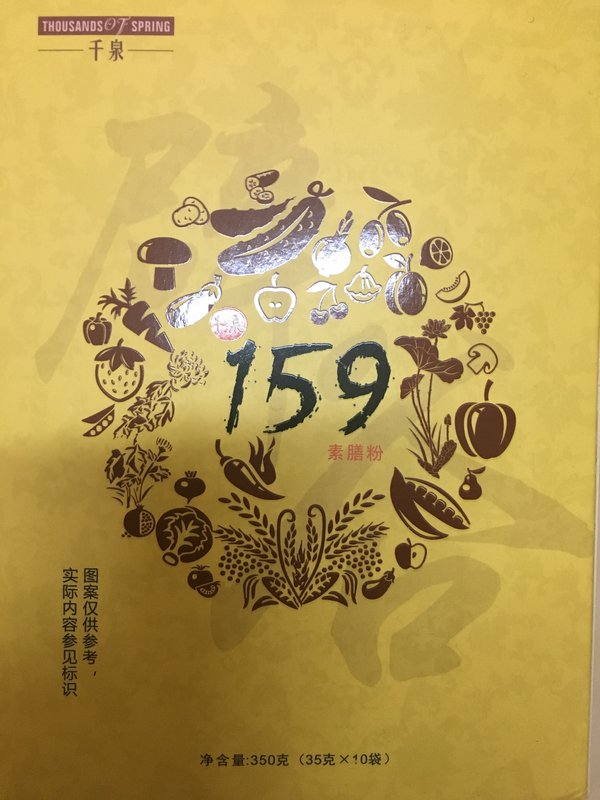 THOUSANDS OF SPRING
千泉
159
素膳粉
图案仅供参考，
实际内容参见标识
净含量:350克（35克×10袋）